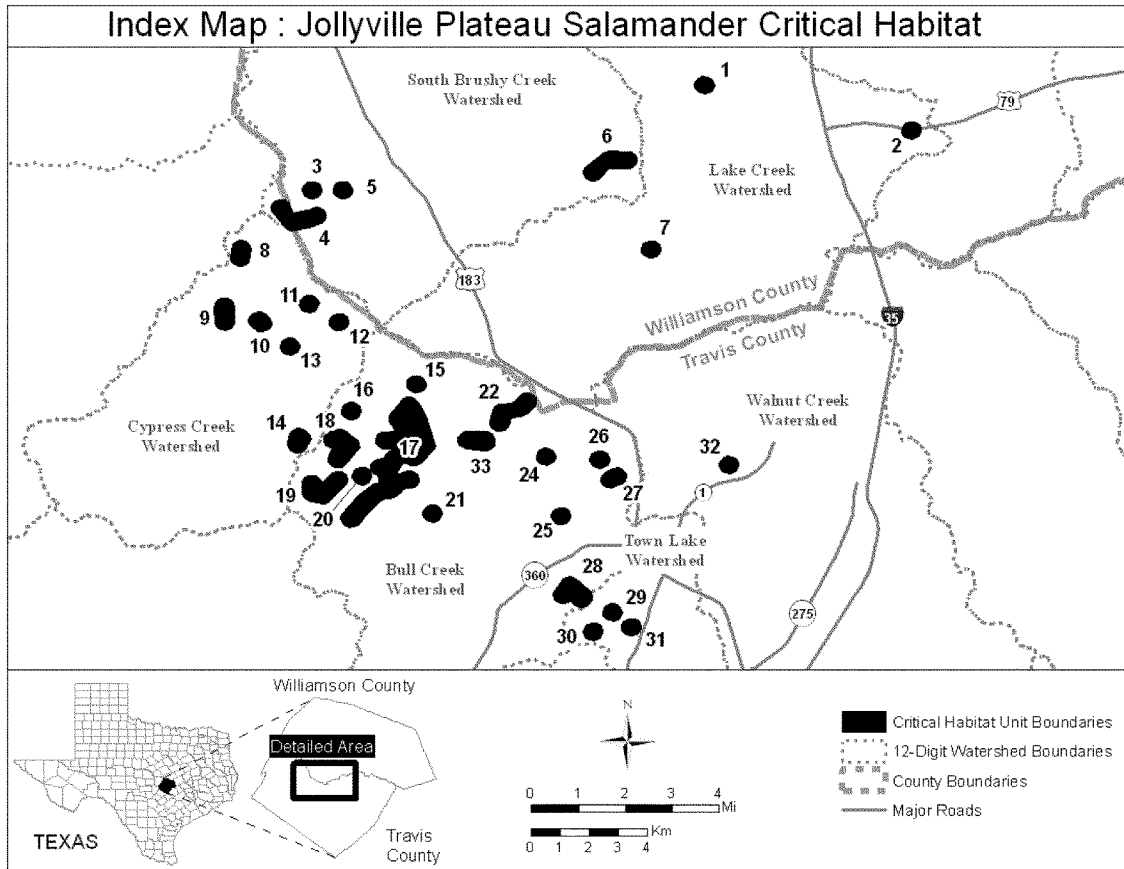 Index Map : Jollyville Plateau Salamander Critical Habitat
South Brushy Creek
Watershed
1
79
2
6
Lake Creek
Watershed
3
5
4
7
8
183
11
Williamson County
35
9
10
12
Travis County
13
15
16
22
Walnut Creek
Watershed
14
18
Cypress Creek
Watershed
17
26
32
33
24
27
19
1
20
21
25
Town Lake
Watershed
Bull Creek
Watershed
28
360
29
275
30
31
Williamson County
Detailed Area
TEXAS
Travis
County
N
0 1 2 3 4
Mi
Km
0 1 2 3 4
Critical Habitat Unit Boundaries
12-Digit Watershed Boundaries
County Boundaries
Major Roads